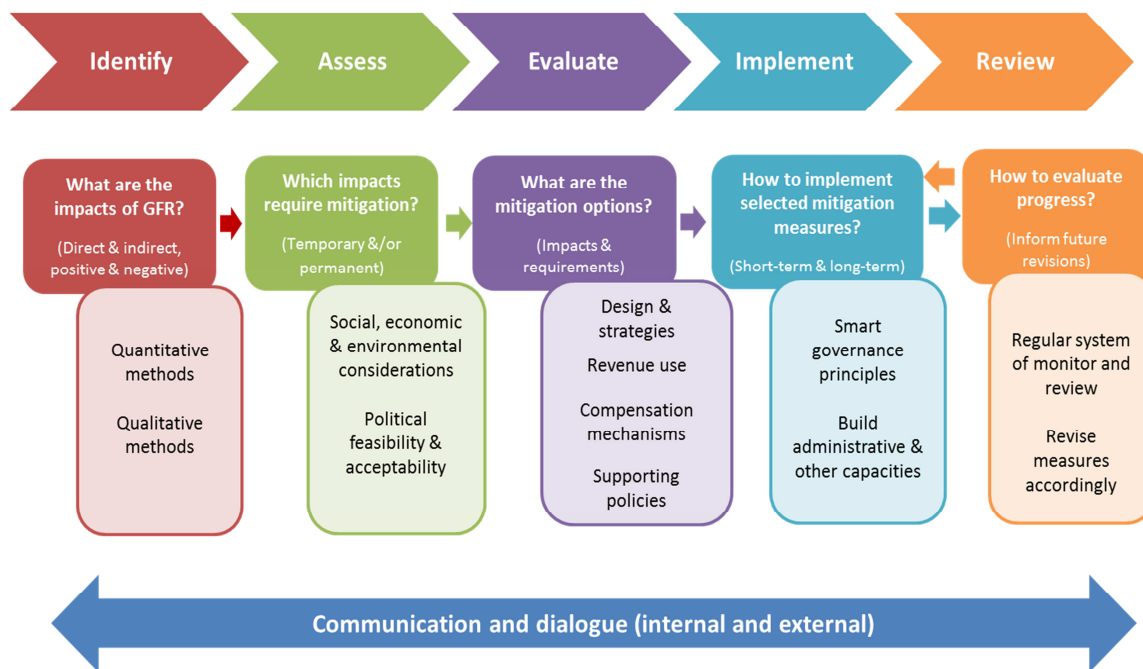 Identify
Assess
Evaluate
Implement
Review
What are the
impacts of GFR?
(Direct & indirect,
positive & negative)
Quantitative
methods
Qualitative
methods
Which impacts
require mitigation?
(Temporary &/or
permanent)
Social, economic
& environmental
considerations
Political
feasibility &
acceptability
What are the
mitigation options?
(Impacts &
requirements)
Design &
strategies
Revenue use
Compensation
mechanisms
Supporting
policies
How to implement
selected mitigation
measures?
(Short-term & long-term)
Smart
governance
principles
Build
administrative &
other capacities
How to evaluate
progress?
(Inform future
revisions)
Regular system
of monitor and
review
Revise
measures
accordingly
Communication and dialogue (internal and external)